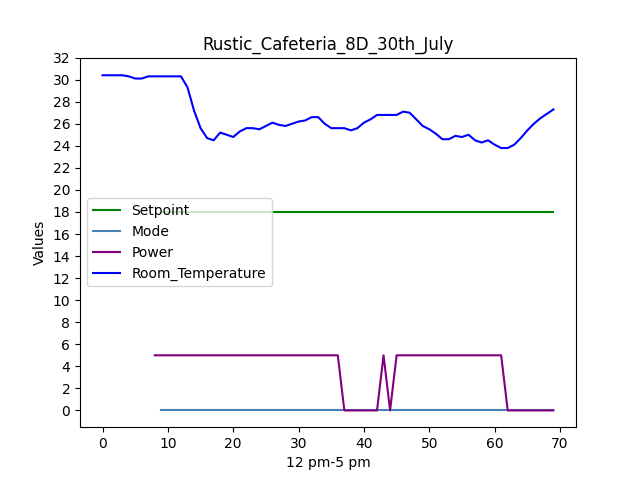 Rustic_Cafeteria_8D_30th_July
32
30
28
26
24
22
20
18
16
14
12
10
8
6
4
2
0
Values
Setpoint
Mode
Power
Room_Temperature
0 10 20 30 40 50 60 70
12 pm-5 pm